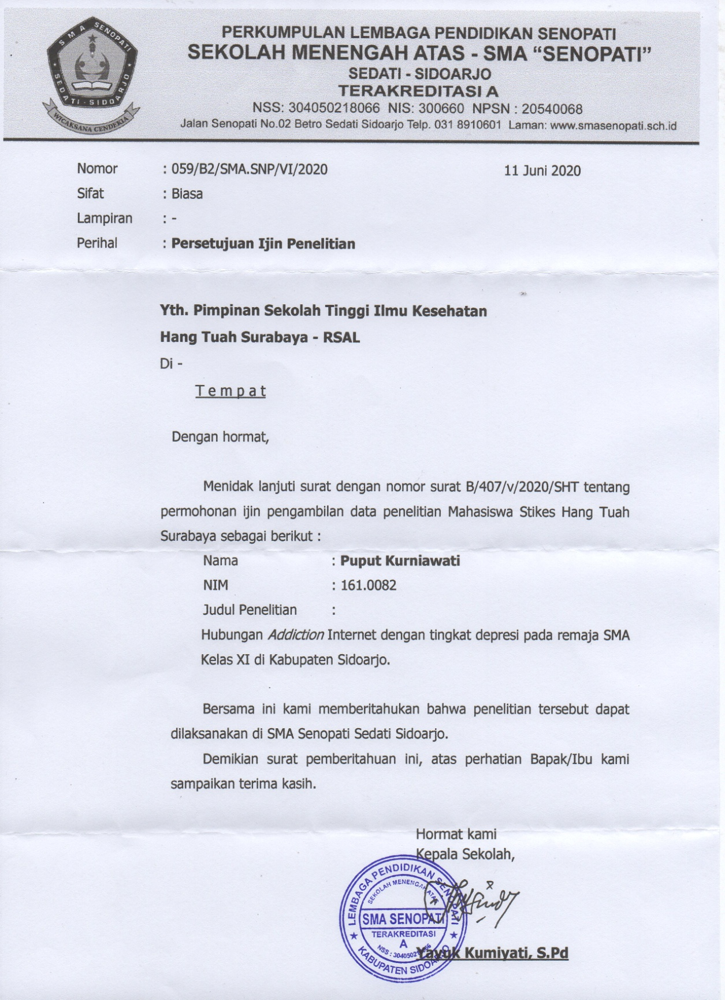 SMA SENOPATI
SEDATI - SIDOARJO
WICAKSANA CENDEKIA
PERKUMPULAN LEMBAGA PENDIDIKAN SENOPATI
SEKOLAH MENENGAH ATAS - SMA “SENOPATI”
SEDATI - SIDOARJO
TERAKREDITASI A
NSS: 304050218066 NIS: 300660 NPSN : 20540068
Jalan Senopati No.02 Betro Sedati Sidoarjo Telp. 031 8910601 Laman: www.smasenopati.sch.id
Nomor : 059/B2/SMA.SNP/VI/2020 11 Juni 2020
Sifat : Biasa
Lampiran : -
Perihal : Persetujuan Ijin Penelitian
Yth. Pimpinan Sekolah Tinggi Ilmu Kesehatan
Hang Tuah Surabaya - RSAL
Di -
Tempat
Dengan hormat,
Menidak lanjuti surat dengan nomor surat B/407/v/2020/SHT tentang
permohonan ijin pengambilan data penelitian Mahasiswa Stikes Hang Tuah
Surabaya sebagai berikut :
Nama : Puput Kurniawati
NIM : 161.0082
Judul Penelitian :
Hubungan Addiction Internet dengan tingkat depresi pada remaja SMA
Kelas XI di Kabupaten Sidoarjo.
Bersama ini kami memberitahukan bahwa penelitian tersebut dapat
dilaksanakan di SMA Senopati Sedati Sidoarjo.
Demikian surat pemberitahuan ini, atas perhatian Bapak/Ibu kami
sampaikan terima kasih.
Hormat kami
Kepala Sekolah,
LEMBAGA PENDIDIKAN SENOPATI
SEKOLAH MENENGAH ATAS
SMA SENOPATI
TERAKREDITASI
A
NSS : 304050218066
KABUPATEN SIDOARJO
Yayuk Kumiyati, S.Pd